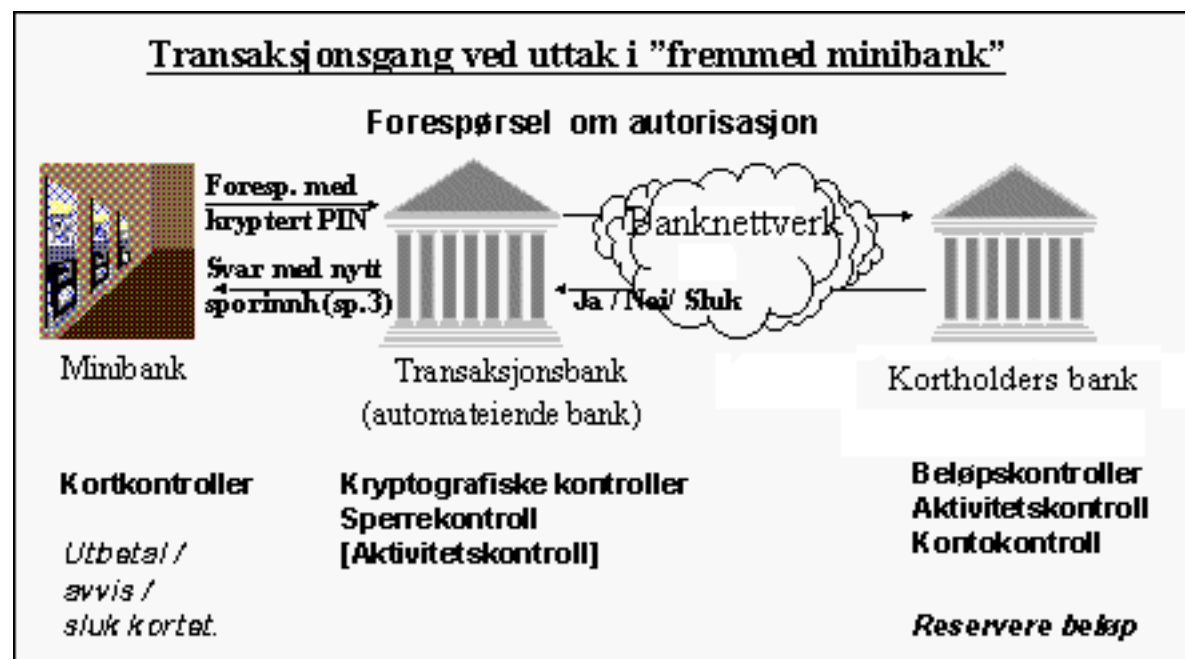 Transaksjonsgang ved uttak i ”fremmed minibank”
Forespørsel om autorisasjon
Foresp. med
kryptert PIN
Svar med nytt
sporinnh(sp.3)
Banknettverk
Ja / Nei/ Sluk
Minibank
Transaksjonsbank
(automateiende bank)
Kortholders bank
Kortkontroller
Utbetal /
avvis /
sluk kortet.
Kryptografiske kontroller
Sperrekontroll
[Aktivitetskontroll]
Beløpskontroller
Aktivitetskontroll
Kontokontroll
Reservere beløp